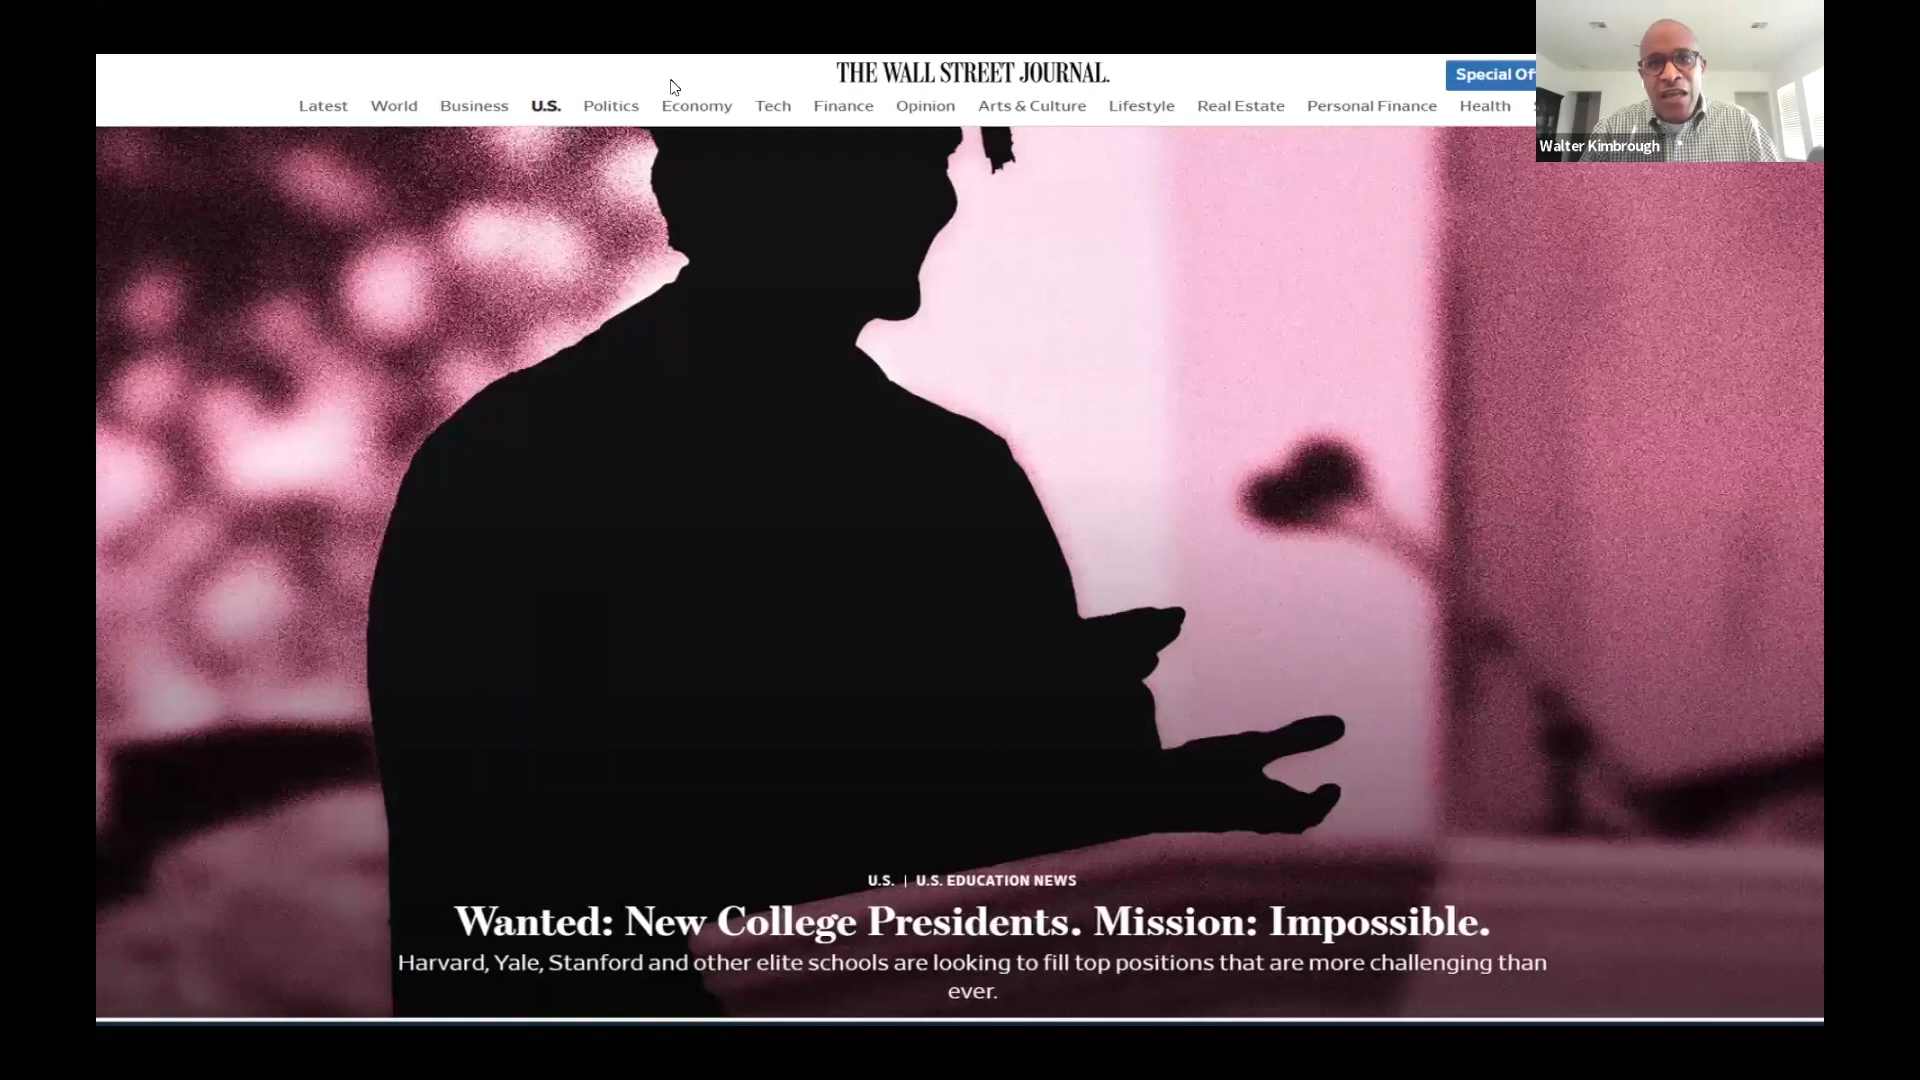 THE WALL STREET JOURNAL.
Special Of
Latest World Business U.S. Politics Economy Tech Finance Opinion Arts & Culture Lifestyle Real Estate Personal Finance Health
Walter Kimbrough
U.S. | U.S. EDUCATION NEWS
Wanted: New College Presidents. Mission: Impossible.
Harvard, Yale, Stanford and other elite schools are looking to fill top positions that are more challenging than
ever.